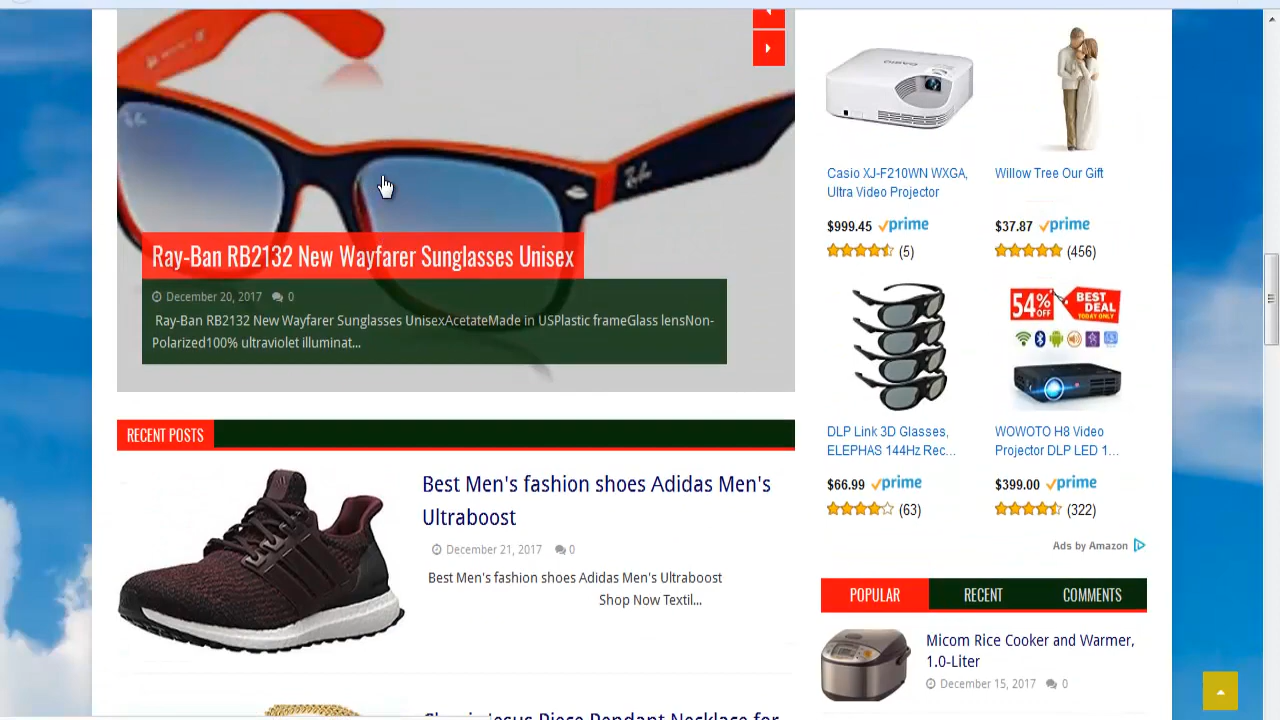 Ray-Ban
Ray-Ban RB2132 New Wayfarer Sunglasses Unisex
December 20, 2017 0
Ray-Ban RB2132 New Wayfarer Sunglasses UnisexAcetateMade in USPlastic frameGlass lensNon-
Polarized100% ultraviolet illuminat...
RECENT POSTS
Best Men's fashion shoes Adidas Men's
Ultraboost
December 21, 2017 0
Best Men's fashion shoes Adidas Men's Ultraboost
Shop Now Textil...
CASIO
Casio XJ-F210WN WXGA,
Ultra Video Projector
$999.45 prime
(5)
Willow Tree Our Gift
$37.87 prime
(456)
54%
OFF
BEST
DEAL
TODAY ONLY
DLP Link 3D Glasses,
ELEPHAS 144Hz Rec...
$66.99 prime
(63)
WOWOTO H8 Video
Projector DLP LED 1...
$399.00 prime
(322)
Ads by Amazon
POPULAR RECENT COMMENTS
Micom Rice Cooker and Warmer,
1.0-Liter
December 15, 2017 0